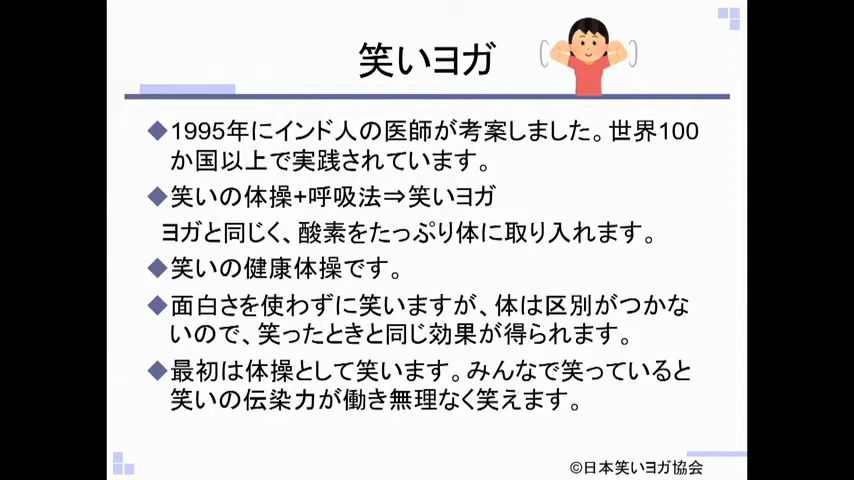 笑いヨガ
◆1995年にインド人の医師が考案しました。世界100
か国以上で実践されています。
◆笑いの体操+呼吸法⇒笑いヨガ
ヨガと同じく、酸素をたっぷり体に取り入れます。
◆笑いの健康体操です。
◆面白さを使わずに笑いますが、体は区別がつかな
いので、笑ったときと同じ効果が得られます。
◆最初は体操として笑います。みんなで笑っていると
笑いの伝染力が働き無理なく笑えます。
©日本笑いヨガ協会